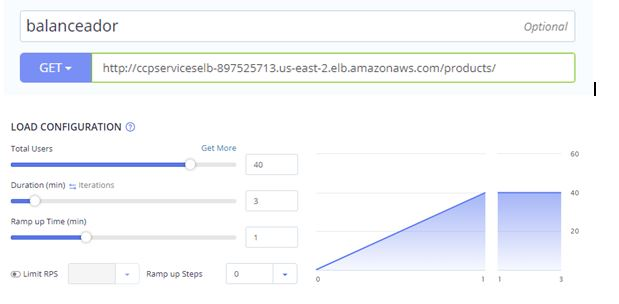 balanceador Optional
GET http://ccpserviceselb-897525713.us-east-2.elb.amazonaws.com/products/
LOAD CONFIGURATION ?
Total Users Get More
40
Duration (min) ⇆ Iterations
3
Ramp up Time (min)
1
Limit RPS Ramp up Steps 0
60
40
20
0 1 1 3